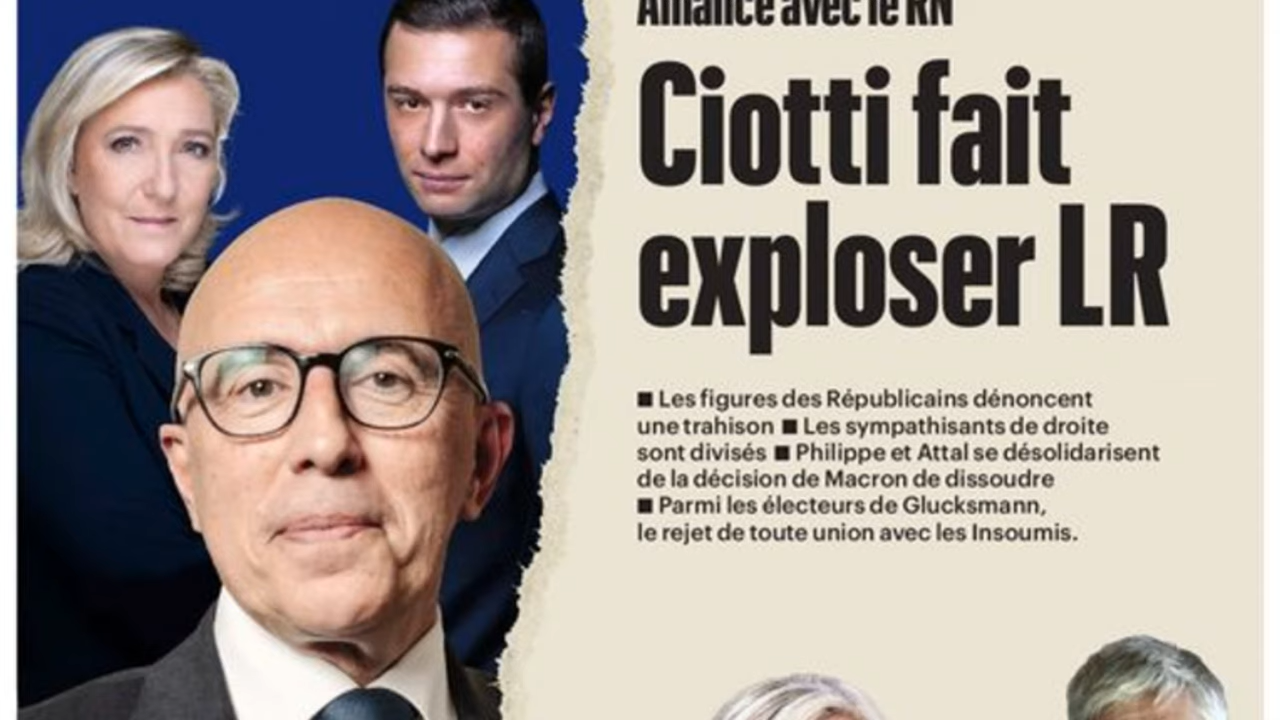 Alliance avec le RN
Ciotti fait
exploser LR
■ Les figures des Républicains dénoncent
une trahison ■ Les sympathisants de droite
sont divisés ■ Philippe et Attal se désolidarisent
de la décision de Macron de dissoudre
■ Parmi les électeurs de Glucksmann,
le rejet de toute union avec les Insoumis.